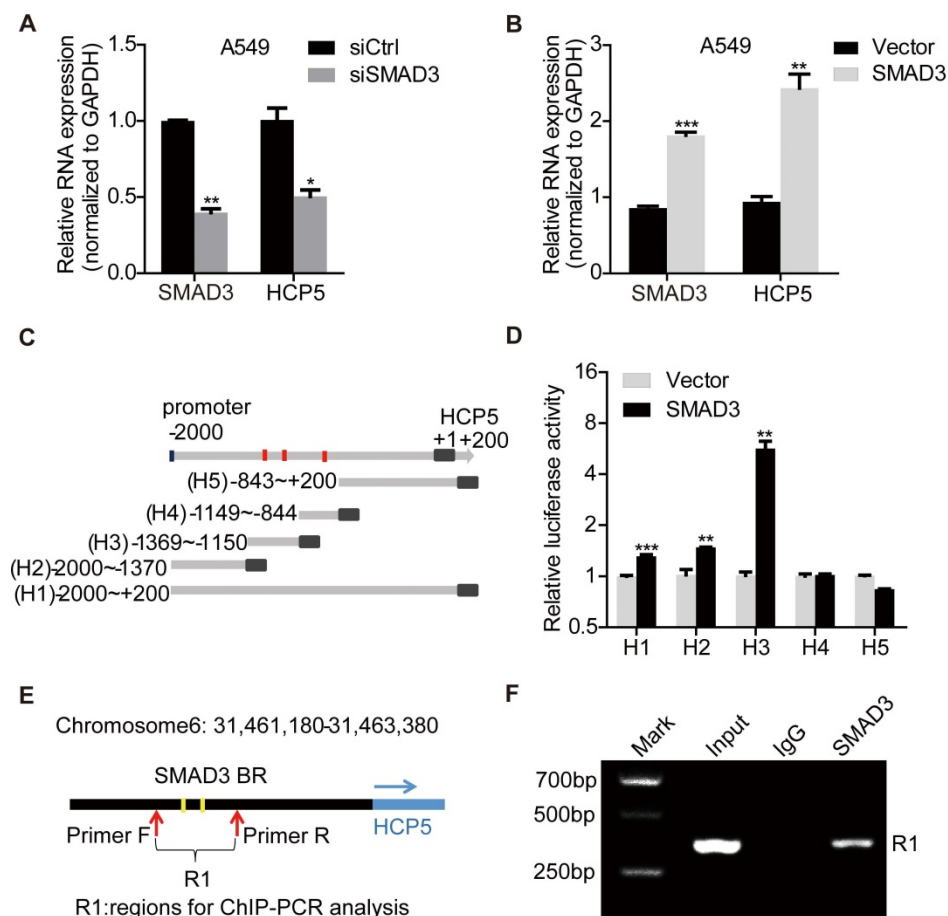 A
A549
siCtrl
siSMAD3
Relative RNA expression
(normalized to GAPDH)
1.5
1.0
0.5
0.0
**
*
SMAD3
HCP5
B
A549
Vector
SMAD3
Relative RNA expression
(normalized to GAPDH)
3
2
1
0
***
**
SMAD3
HCP5
C
promoter
-2000
HCP5
+1+200
(H5)-843~+200
(H4)-1149~-844
(H3)-1369~-1150
(H2)-2000~-1370
(H1)-2000~+200
D
Vector
SMAD3
Relative luciferase activity
16
8
4
2
1
0.5
***
**
**
H1 H2 H3 H4 H5
E
Chromosome6: 31,461,180-31,463,380
SMAD3 BR
HCP5
Primer F
Primer R
R1
R1:regions for ChIP-PCR analysis
F
Mark Input IgG SMAD3
700bp
500bp
250bp
R1